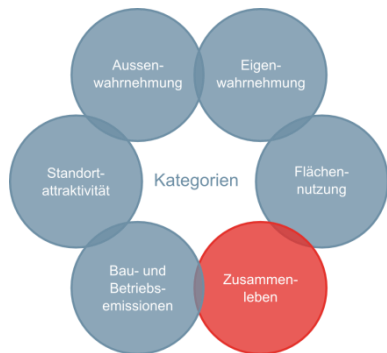 Aussen-
wahrnehmung
Eigen-
wahrnehmung
Standort-
attraktivität
Kategorien
Flächen-
nutzung
Bau- und
Betriebs-
emissionen
Zusammen-
leben